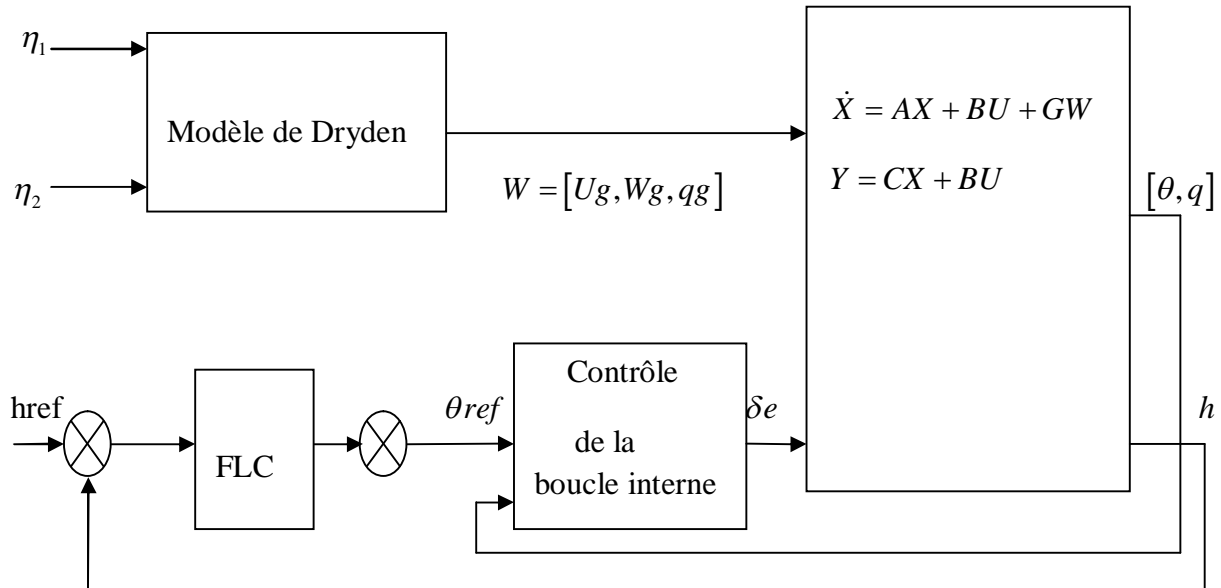 η₁
Modèle de Dryden
η₂
W = [Ug,Wg,qg]
Ẋ = AX + BU + GW
Y = CX + BU
[θ,q]
href
FLC
θref
Contrôle
de la
boucle interne
δe
h